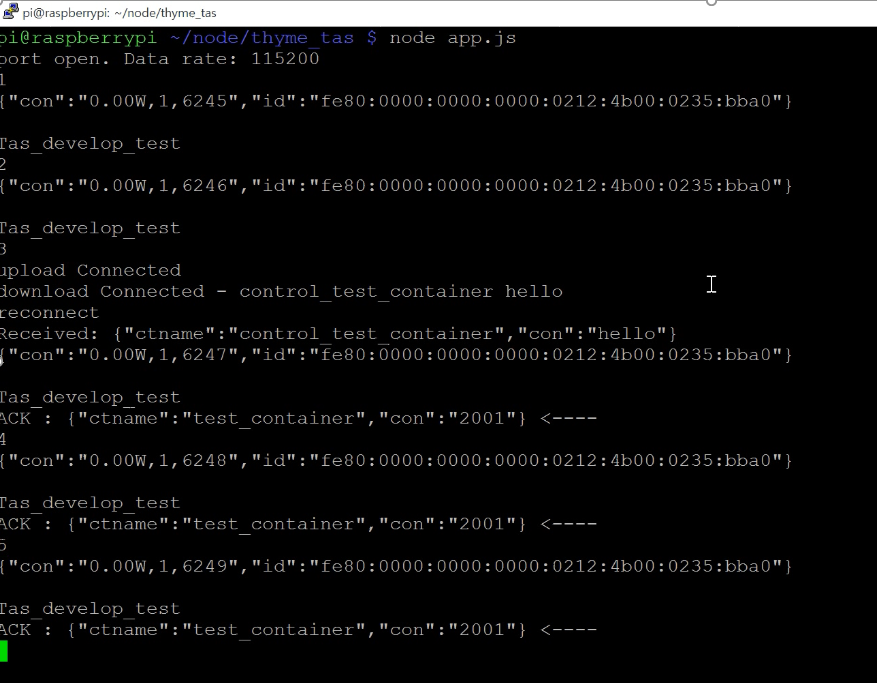 pi@raspberrypi: ~/node/thyme_tas
pi@raspberrypi ~/node/thyme_tas $ node app.js
port open. Data rate: 115200
1
{"con":"0.00W,1,6245","id":"fe80:0000:0000:0000:0212:4b00:0235:bba0"}
Tas_develop_test
2
{"con":"0.00W,1,6246","id":"fe80:0000:0000:0000:0212:4b00:0235:bba0"}
Tas_develop_test
3
upload Connected
download Connected - control_test_container hello
reconnect
Received: {"ctname":"control_test_container","con":"hello"}
{"con":"0.00W,1,6247","id":"fe80:0000:0000:0000:0212:4b00:0235:bba0"}
Tas_develop_test
ACK : {"ctname":"test_container","con":"2001"} <----
4
{"con":"0.00W,1,6248","id":"fe80:0000:0000:0000:0212:4b00:0235:bba0"}
Tas_develop_test
ACK : {"ctname":"test_container","con":"2001"} <----
5
{"con":"0.00W,1,6249","id":"fe80:0000:0000:0000:0212:4b00:0235:bba0"}
Tas_develop_test
ACK : {"ctname":"test_container","con":"2001"} <----